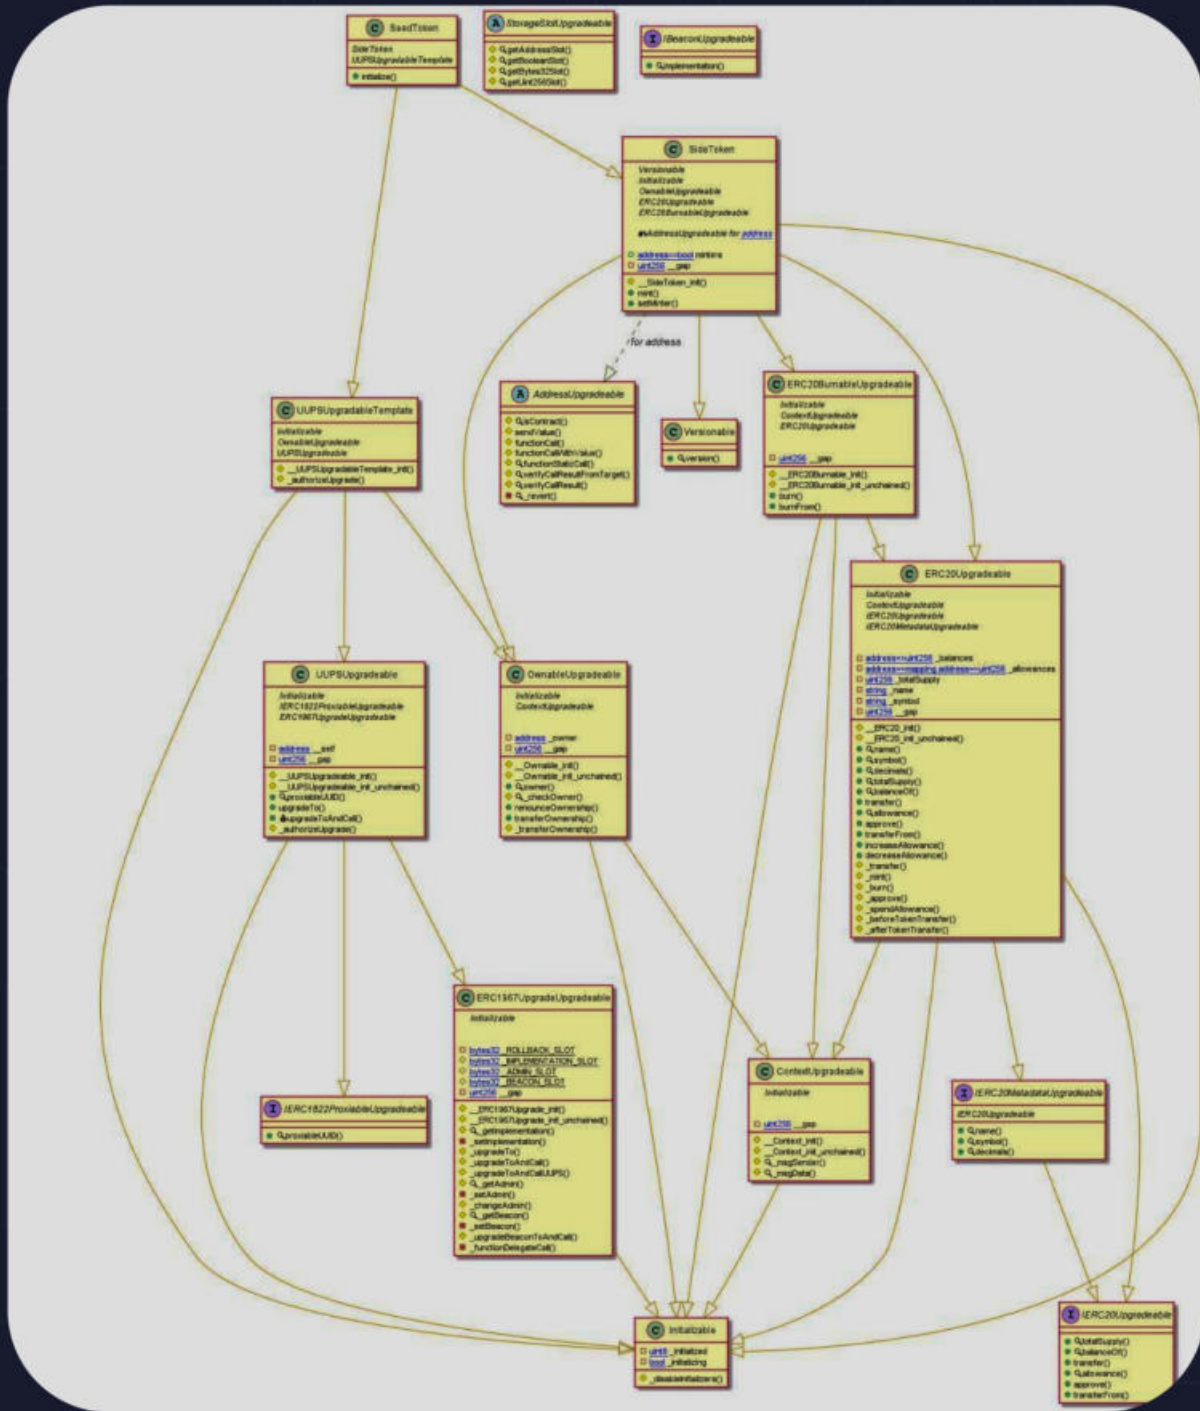 SeedToken
SideToken
UUPSUpgradableTemplate
initialize()
StorageSlotUpgradeable
getAddressSlot()
getBooleanSlot()
getBytes32Slot()
getUint256Slot()
IBeaconUpgradeable
implementation()
SideToken
Versionable
Initializable
OwnableUpgradeable
ERC20Upgradeable
ERC20BurnableUpgradeable
AddressUpgradeable for address
address=>bool minters
uint256 __gap
__SideToken_init()
mint()
setMinter()
for address
UUPSUpgradableTemplate
Initializable
OwnableUpgradeable
UUPSUpgradeable
__UUPSUpgradableTemplate_init()
_authorizeUpgrade()
AddressUpgradeable
isContract()
sendValue()
functionCall()
functionCallWithValue()
functionStaticCall()
verifyCallResultFromTarget()
verifyCallResult()
_revert()
Versionable
version()
ERC20BurnableUpgradeable
Initializable
ContextUpgradeable
ERC20Upgradeable
uint256 __gap
__ERC20Burnable_init()
__ERC20Burnable_init_unchained()
burn()
burnFrom()
ERC20Upgradeable
Initializable
ContextUpgradeable
IERC20Upgradeable
IERC20MetadataUpgradeable
address=>uint256 _balances
address=>mapping address=>uint256 _allowances
uint256 _totalSupply
string _name
string _symbol
uint256 __gap
__ERC20_init()
__ERC20_init_unchained()
name()
symbol()
decimals()
totalSupply()
balanceOf()
transfer()
allowance()
approve()
transferFrom()
increaseAllowance()
decreaseAllowance()
_transfer()
_mint()
_burn()
_approve()
_spendAllowance()
_beforeTokenTransfer()
_afterTokenTransfer()
UUPSUpgradeable
Initializable
IERC1822ProxiableUpgradeable
ERC1967UpgradeUpgradeable
address __self
uint256 __gap
__UUPSUpgradeable_init()
__UUPSUpgradeable_init_unchained()
proxiableUUID()
upgradeTo()
upgradeToAndCall()
_authorizeUpgrade()
OwnableUpgradeable
Initializable
ContextUpgradeable
address _owner
uint256 __gap
__Ownable_init()
__Ownable_init_unchained()
owner()
_checkOwner()
renounceOwnership()
transferOwnership()
_transferOwnership()
ERC1967UpgradeUpgradeable
Initializable
bytes32 _ROLLBACK_SLOT
bytes32 _IMPLEMENTATION_SLOT
bytes32 _ADMIN_SLOT
bytes32 _BEACON_SLOT
uint256 __gap
__ERC1967Upgrade_init()
__ERC1967Upgrade_init_unchained()
_getImplementation()
_setImplementation()
_upgradeTo()
_upgradeToAndCall()
_upgradeToAndCallUUPS()
_getAdmin()
_setAdmin()
_changeAdmin()
_getBeacon()
_setBeacon()
_upgradeBeaconToAndCall()
_functionDelegateCall()
IERC1822ProxiableUpgradeable
proxiableUUID()
ContextUpgradeable
Initializable
uint256 __gap
__Context_init()
__Context_init_unchained()
_msgSender()
_msgData()
IERC20MetadataUpgradeable
IERC20Upgradeable
name()
symbol()
decimals()
Initializable
uint8 _initialized
bool _initializing
_disableInitializers()
IERC20Upgradeable
totalSupply()
balanceOf()
transfer()
allowance()
approve()
transferFrom()